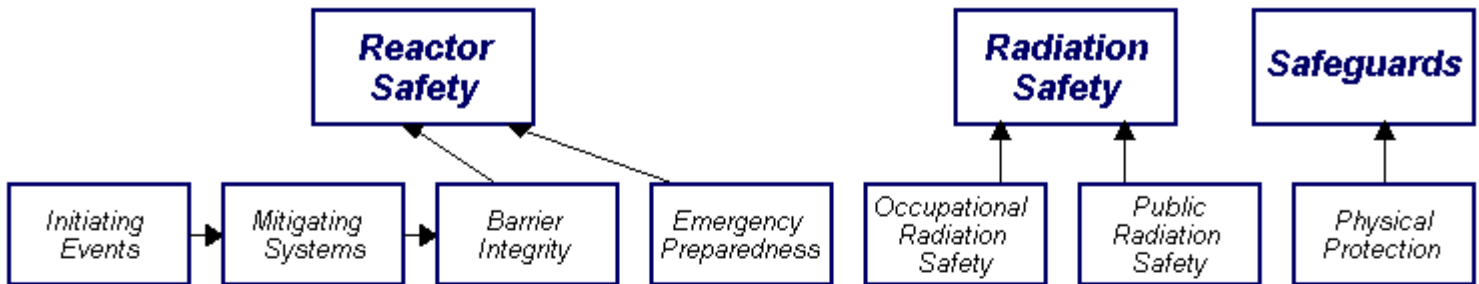 Reactor
Safety
Radiation
Safety
Safeguards
Initiating
Events
Mitigating
Systems
Barrier
Integrity
Emergency
Preparedness
Occupational
Radiation
Safety
Public
Radiation
Safety
Physical
Protection